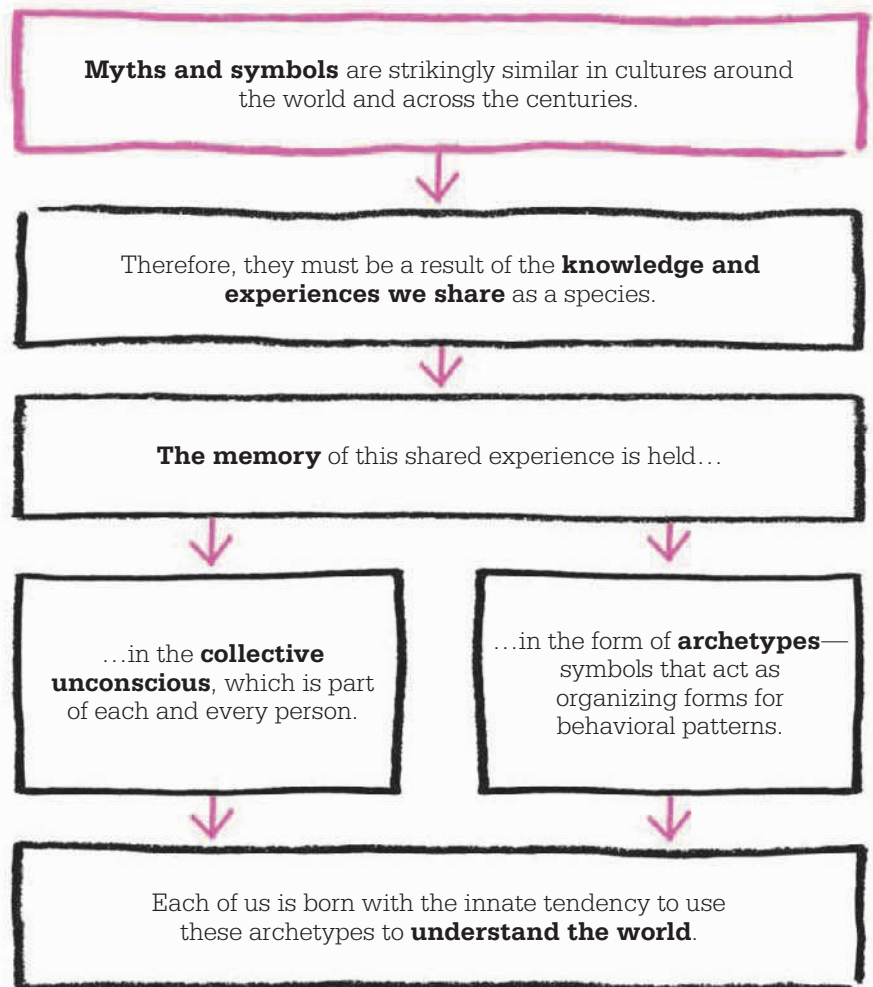 Myths and symbols are strikingly similar in cultures around
the world and across the centuries.
Therefore, they must be a result of the knowledge and
experiences we share as a species.
The memory of this shared experience is held…
…in the collective
unconscious, which is part
of each and every person.
…in the form of archetypes—
symbols that act as
organizing forms for
behavioral patterns.
Each of us is born with the innate tendency to use
these archetypes to understand the world.